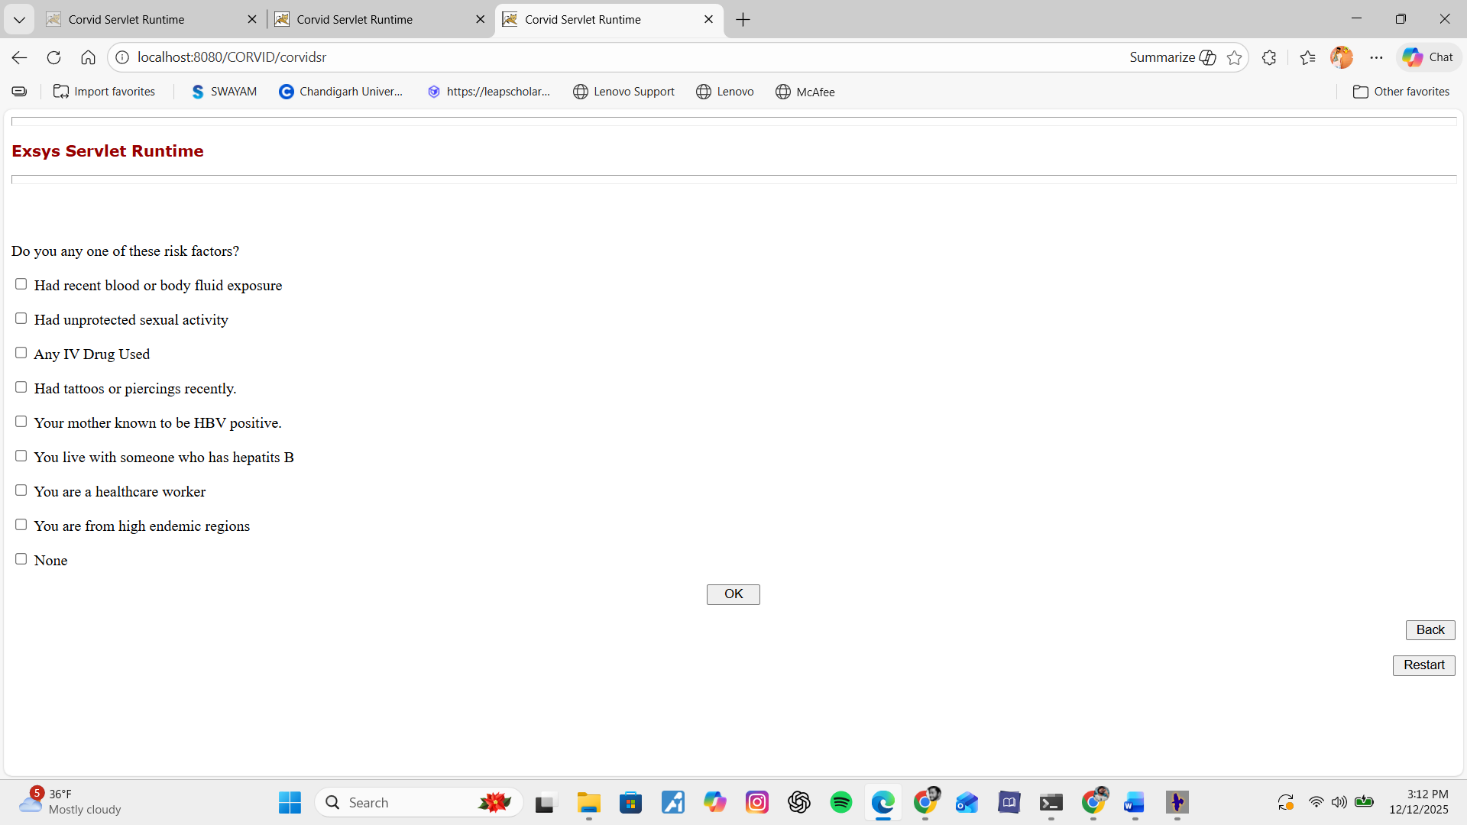 Corvid Servlet Runtime
Corvid Servlet Runtime
Corvid Servlet Runtime
localhost:8080/CORVID/corvidsr
Summarize
Chat
Import favorites
SWAYAM
Chandigarh Univer...
https://leapscholar...
Lenovo Support
Lenovo
McAfee
Other favorites
Exsys Servlet Runtime
Do you any one of these risk factors?
Had recent blood or body fluid exposure
Had unprotected sexual activity
Any IV Drug Used
Had tattoos or piercings recently.
Your mother known to be HBV positive.
You live with someone who has hepatits B
You are a healthcare worker
You are from high endemic regions
None
OK
Back
Restart
5
36°F
Mostly cloudy
Search
3:12 PM
12/12/2025